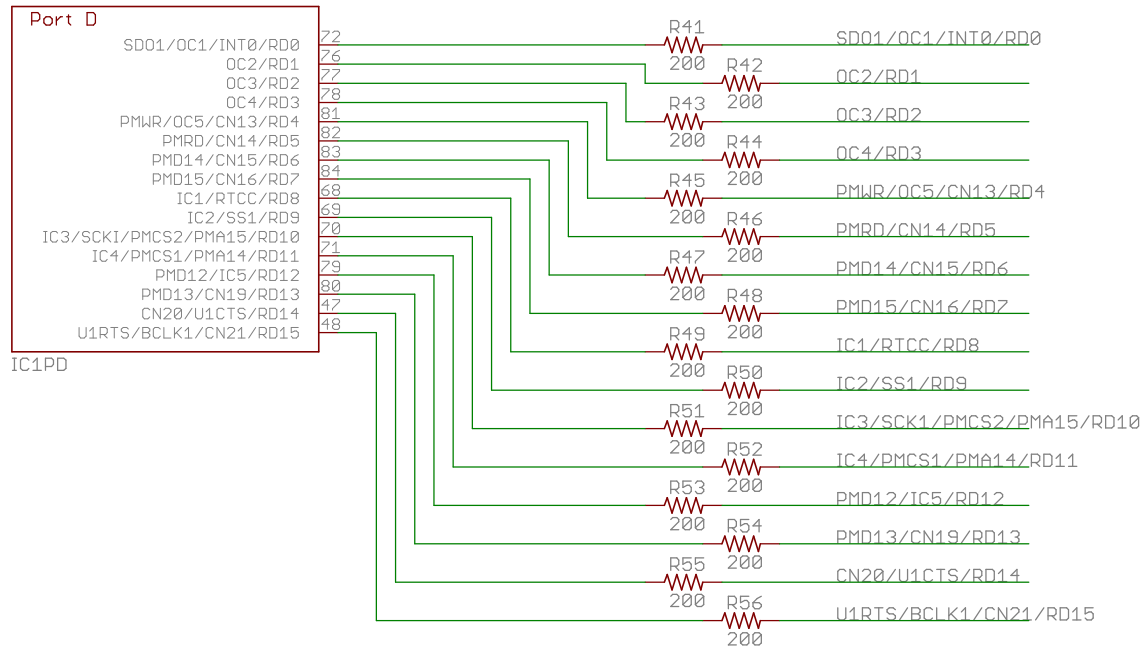 Port D
SDO1/OC1/INT0/RD0 72
OC2/RD1 76
OC3/RD2 77
OC4/RD3 78
PMWR/OC5/CN13/RD4 81
PMRD/CN14/RD5 82
PMD14/CN15/RD6 83
PMD15/CN16/RD7 84
IC1/RTCC/RD8 68
IC2/SS1/RD9 69
IC3/SCKI/PMCS2/PMA15/RD10 70
IC4/PMCS1/PMA14/RD11 71
PMD12/IC5/RD12 79
PMD13/CN19/RD13 80
CN20/U1CTS/RD14 47
U1RTS/BCLK1/CN21/RD15 48
IC1PD
R41
200
SDO1/OC1/INT0/RD0
R42
200
OC2/RD1
R43
200
OC3/RD2
R44
200
OC4/RD3
R45
200
PMWR/OC5/CN13/RD4
R46
200
PMRD/CN14/RD5
R47
200
PMD14/CN15/RD6
R48
200
PMD15/CN16/RD7
R49
200
IC1/RTCC/RD8
R50
200
IC2/SS1/RD9
R51
200
IC3/SCK1/PMCS2/PMA15/RD10
R52
200
IC4/PMCS1/PMA14/RD11
R53
200
PMD12/IC5/RD12
R54
200
PMD13/CN19/RD13
R55
200
CN20/U1CTS/RD14
R56
200
U1RTS/BCLK1/CN21/RD15